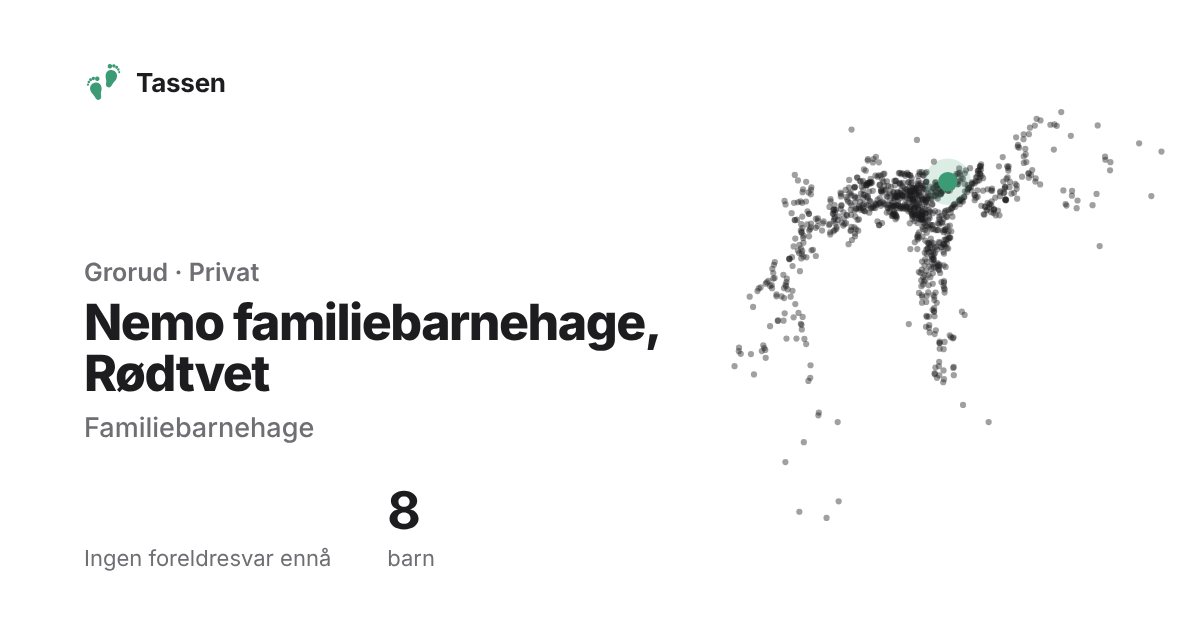 Tassen
Grorud · Privat
Nemo familiebarnehage,
Rødtvet
Familiebarnehage
8
Ingen foreldresvar ennå
barn